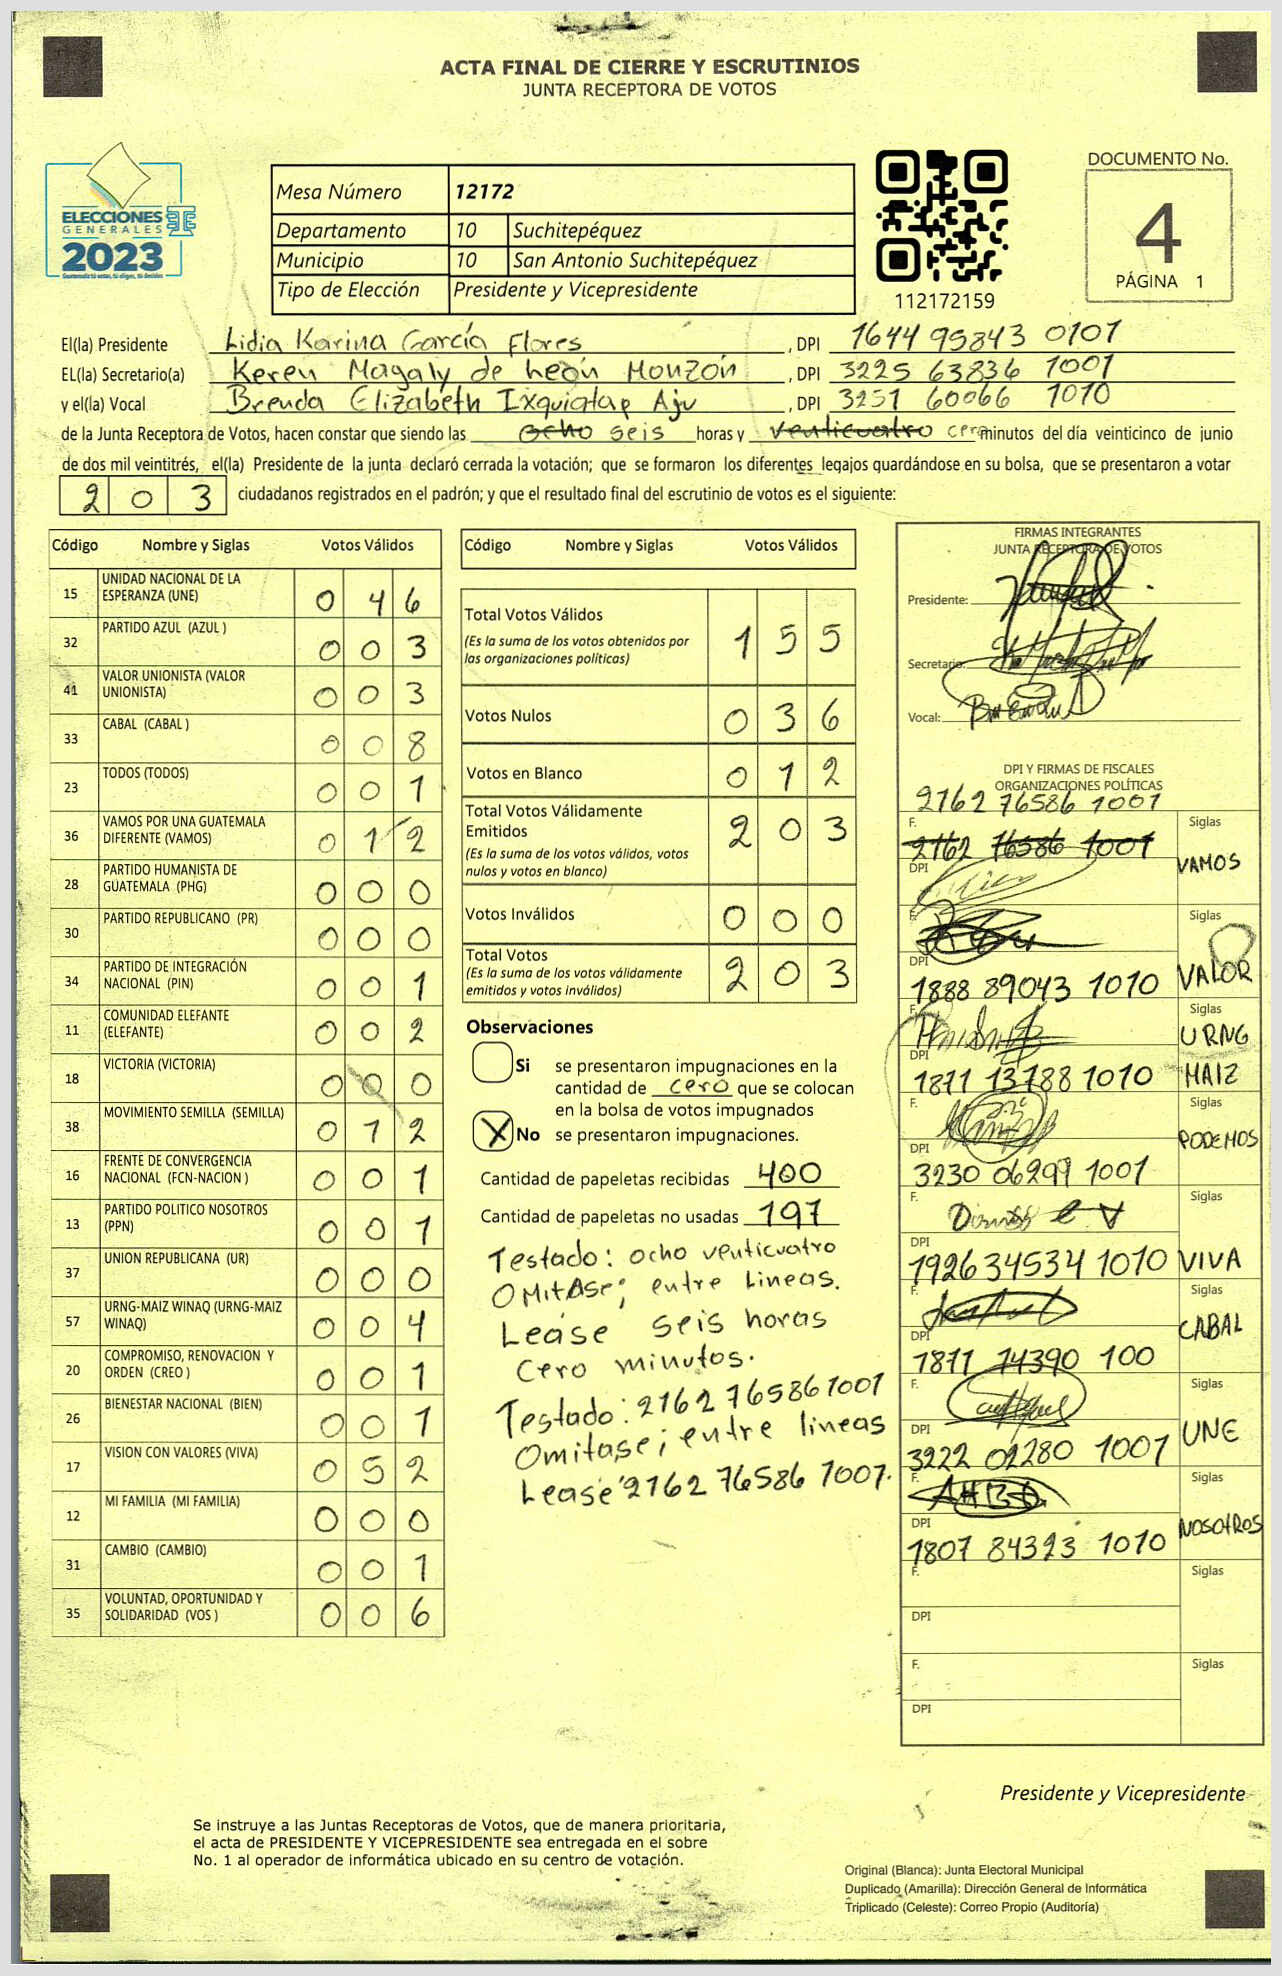 ACTA FINAL DE CIERRE Y ESCRUTINIOS
JUNTA RECEPTORA DE VOTOS
ELECCIONES
GENERALES
2023
Mesa Número 12172
Departamento 10 Suchitepéquez
Municipio 10 San Antonio Suchitepéquez
Tipo de Elección Presidente y Vicepresidente
112172159
DOCUMENTO No.
4
PÁGINA 1
El(la) Presidente Lidia Karina García Flores , DPI 1644 95843 0101
EL(la) Secretario(a) Keren Magaly de León Monzón , DPI 3225 63836 1001
y el(la) Vocal Brenda Elizabeth Ixquiatap Aju , DPI 3251 60066 1010
de la Junta Receptora de Votos, hacen constar que siendo las ocho seis horas y venticuatro cero minutos del día veinticinco de junio
de dos mil veintitrés, el(la) Presidente de la junta declaró cerrada la votación; que se formaron los diferentes legajos guardándose en su bolsa, que se presentaron a votar
203 ciudadanos registrados en el padrón; y que el resultado final del escrutinio de votos es el siguiente:
Código Nombre y Siglas Votos Válidos
15 UNIDAD NACIONAL DE LA ESPERANZA (UNE) 0 4 6
32 PARTIDO AZUL (AZUL ) 0 0 3
41 VALOR UNIONISTA (VALOR UNIONISTA) 0 0 3
33 CABAL (CABAL ) 0 0 8
23 TODOS (TODOS) 0 0 1
36 VAMOS POR UNA GUATEMALA DIFERENTE (VAMOS) 0 1 2
28 PARTIDO HUMANISTA DE GUATEMALA (PHG) 0 0 0
30 PARTIDO REPUBLICANO (PR) 0 0 0
34 PARTIDO DE INTEGRACIÓN NACIONAL (PIN) 0 0 1
11 COMUNIDAD ELEFANTE (ELEFANTE) 0 0 2
18 VICTORIA (VICTORIA) 0 0 0
38 MOVIMIENTO SEMILLA (SEMILLA) 0 1 2
16 FRENTE DE CONVERGENCIA NACIONAL (FCN-NACION ) 0 0 1
13 PARTIDO POLITICO NOSOTROS (PPN) 0 0 1
37 UNION REPUBLICANA (UR) 0 0 0
57 URNG-MAIZ WINAQ (URNG-MAIZ WINAQ) 0 0 4
20 COMPROMISO, RENOVACION Y ORDEN (CREO ) 0 0 1
26 BIENESTAR NACIONAL (BIEN) 0 0 1
17 VISION CON VALORES (VIVA) 0 5 2
12 MI FAMILIA (MI FAMILIA) 0 0 0
31 CAMBIO (CAMBIO) 0 0 1
35 VOLUNTAD, OPORTUNIDAD Y SOLIDARIDAD (VOS ) 0 0 6
Código Nombre y Siglas Votos Válidos
Total Votos Válidos 1 5 5
(Es la suma de los votos obtenidos por
las organizaciones políticas)
Votos Nulos 0 3 6
Votos en Blanco 0 1 2
Total Votos Válidamente
Emitidos 2 0 3
(Es la suma de los votos válidos, votos
nulos y votos en blanco)
Votos Inválidos 0 0 0
Total Votos 2 0 3
(Es la suma de los votos válidamente
emitidos y votos inválidos)
Observaciones
Si se presentaron impugnaciones en la
cantidad de cero que se colocan
en la bolsa de votos impugnados
X No se presentaron impugnaciones.
Cantidad de papeletas recibidas 400
Cantidad de papeletas no usadas 197
Testado: ocho venticuatro
Omitase; entre Lineas.
Lease seis horas
Cero minutos.
Testado: 2162 76586 1001
Omitase; entre lineas
Lease 2162 76586 1001.
FIRMAS INTEGRANTES
JUNTA RECEPTORA DE VOTOS
Presidente:
Secretario:
Vocal:
DPI Y FIRMAS DE FISCALES
ORGANIZACIONES POLÍTICAS
2162 76586 1001
F. Siglas
2162 76586 1001
DPI VAMOS
F. Siglas
DPI 1888 89043 1010 VALOR
F. Siglas
DPI 1871 13788 1010 URNG MAIZ
F. Siglas
DPI 3230 06299 1001 PODEMOS
F. Siglas
DPI 1926 34534 1010 VIVA
F. Siglas
DPI 1871 14390 100 CABAL
F. Siglas
DPI 3222 02280 1001 UNE
F. Siglas
DPI 1807 84323 1010 NOSOTROS
F. Siglas
DPI
F. Siglas
DPI
Presidente y Vicepresidente
Se instruye a las Juntas Receptoras de Votos, que de manera prioritaria,
el acta de PRESIDENTE Y VICEPRESIDENTE sea entregada en el sobre
No. 1 al operador de informática ubicado en su centro de votación.
Original (Blanca): Junta Electoral Municipal
Duplicado (Amarilla): Dirección General de Informática
Triplicado (Celeste): Correo Propio (Auditoría)